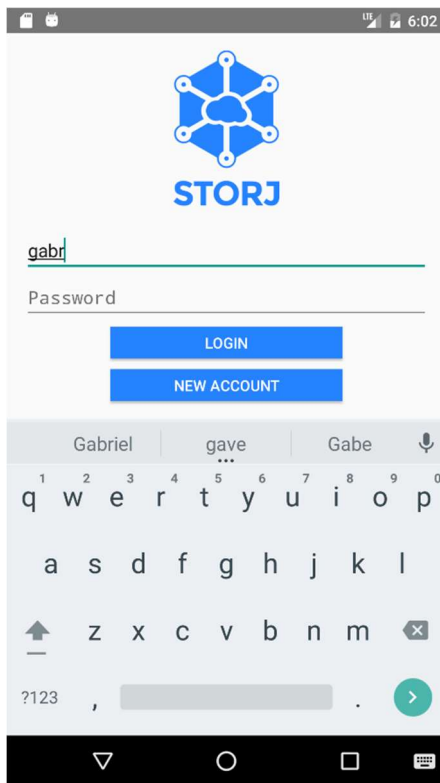 LTE 6:02
STORJ
gabr
Password
LOGIN
NEW ACCOUNT
Gabriel gave Gabe
1 2 3 4 5 6 7 8 9 0
q w e r t y u i o p
a s d f g h j k l
z x c v b n m
?123 , .